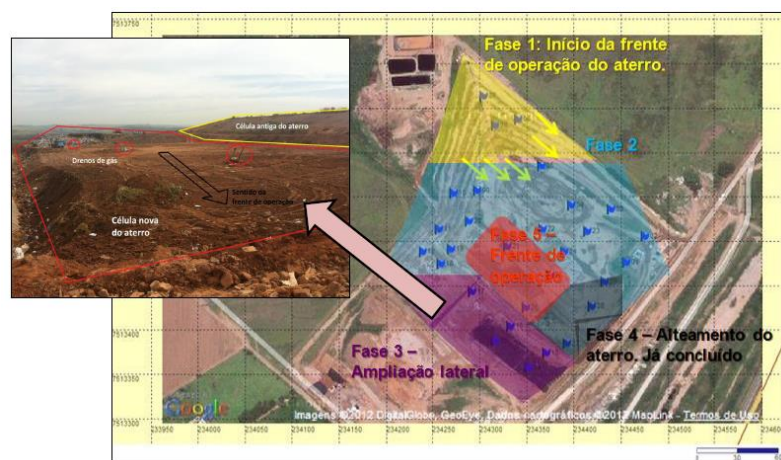 7513750
Fase 1: Início da frente
de operação do aterro.
Célula antiga do aterro
Drenos de gás
Sentido da
frente de operação
Célula nova
do aterro
Fase 2
Fase 5 –
Frente de
operação
7513400
Fase 3 –
Ampliação lateral
Fase 4 – Alteamento do
aterro. Já concluído
7513350
7513300
Google
Imagens ©2012 DigitalGlobe, GeoEye, Dados cartográficos ©2012 MapLink - Termos de Uso
233950
234000
234050
234100
234150
234200
234250
234300
234350
234400
234450
234500
234550